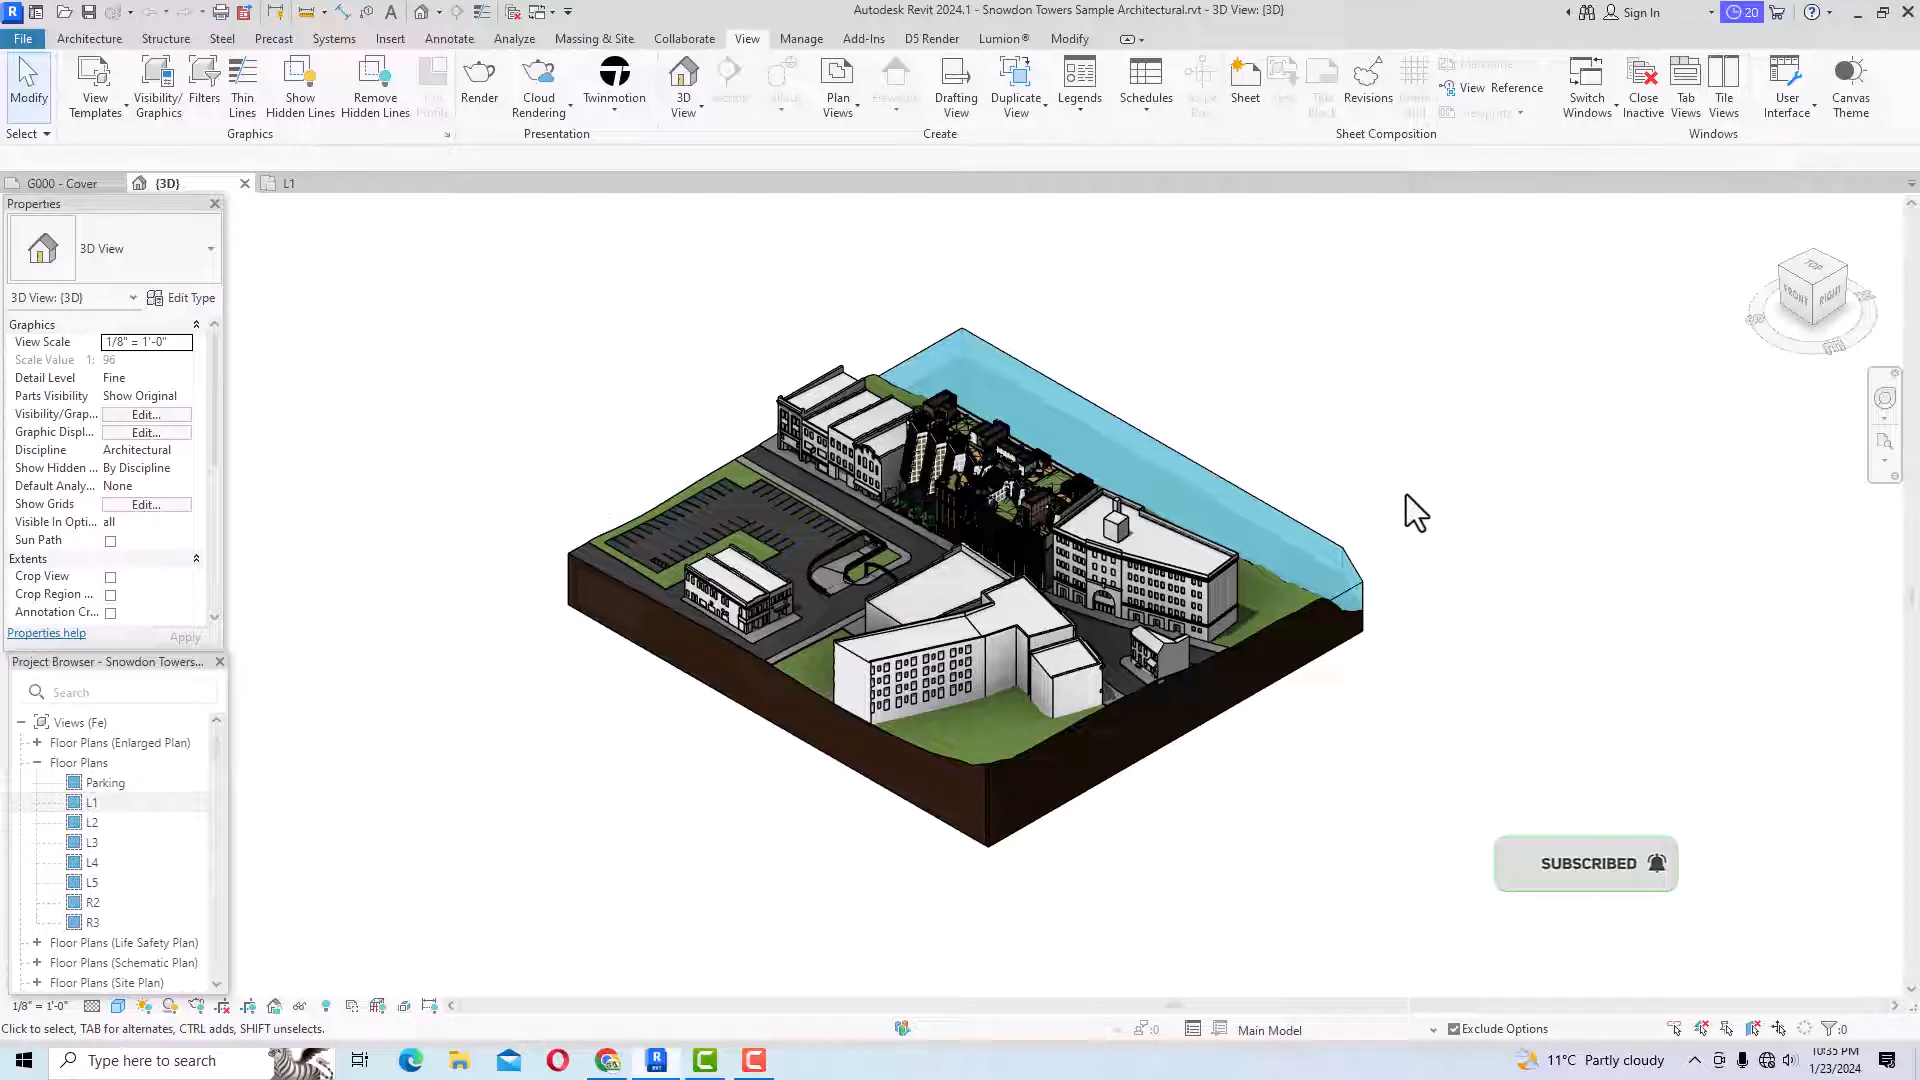 Autodesk Revit 2024.1 - Snowdon Towers Sample Architectural.rvt - 3D View: {3D}
Sign In
20
File Architecture Structure Steel Precast Systems Insert Annotate Analyze Massing & Site Collaborate View Manage Add-Ins D5 Render Lumion® Modify
Modify
View Templates
Visibility/ Graphics
Filters
Thin Lines
Show Hidden Lines
Remove Hidden Lines
Render
Cloud Rendering
Twinmotion
3D View
Plan Views
Drafting View
Duplicate View
Legends
Schedules
Sheet
Revisions
View Reference
Switch Windows
Close Inactive
Tab Views
Tile Views
User Interface
Canvas Theme
Select
Graphics
Presentation
Create
Sheet Composition
Windows
G000 - Cover
{3D}
L1
Properties
3D View
3D View: {3D}
Edit Type
Graphics
View Scale 1/8" = 1'-0"
Scale Value 1: 96
Detail Level Fine
Parts Visibility Show Original
Visibility/Grap... Edit...
Graphic Displ... Edit...
Discipline Architectural
Show Hidden ... By Discipline
Default Analy... None
Show Grids Edit...
Visible In Opti... all
Sun Path
Extents
Crop View
Crop Region ...
Annotation Cr...
Properties help
Apply
Project Browser - Snowdon Towers...
Search
Views (Fe)
Floor Plans (Enlarged Plan)
Floor Plans
Parking
L1
L2
L3
L4
L5
R2
R3
Floor Plans (Life Safety Plan)
Floor Plans (Schematic Plan)
Floor Plans (Site Plan)
TOP
FRONT
RIGHT
SUBSCRIBED
1/8" = 1'-0"
Click to select, TAB for alternates, CTRL adds, SHIFT unselects.
:0
Main Model
Exclude Options
:0
Type here to search
11°C Partly cloudy
10:35 PM
1/23/2024